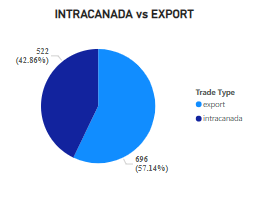 INTRACANADA vs EXPORT
522
(42.86%)
Trade Type
export
intracanada
696
(57.14%)